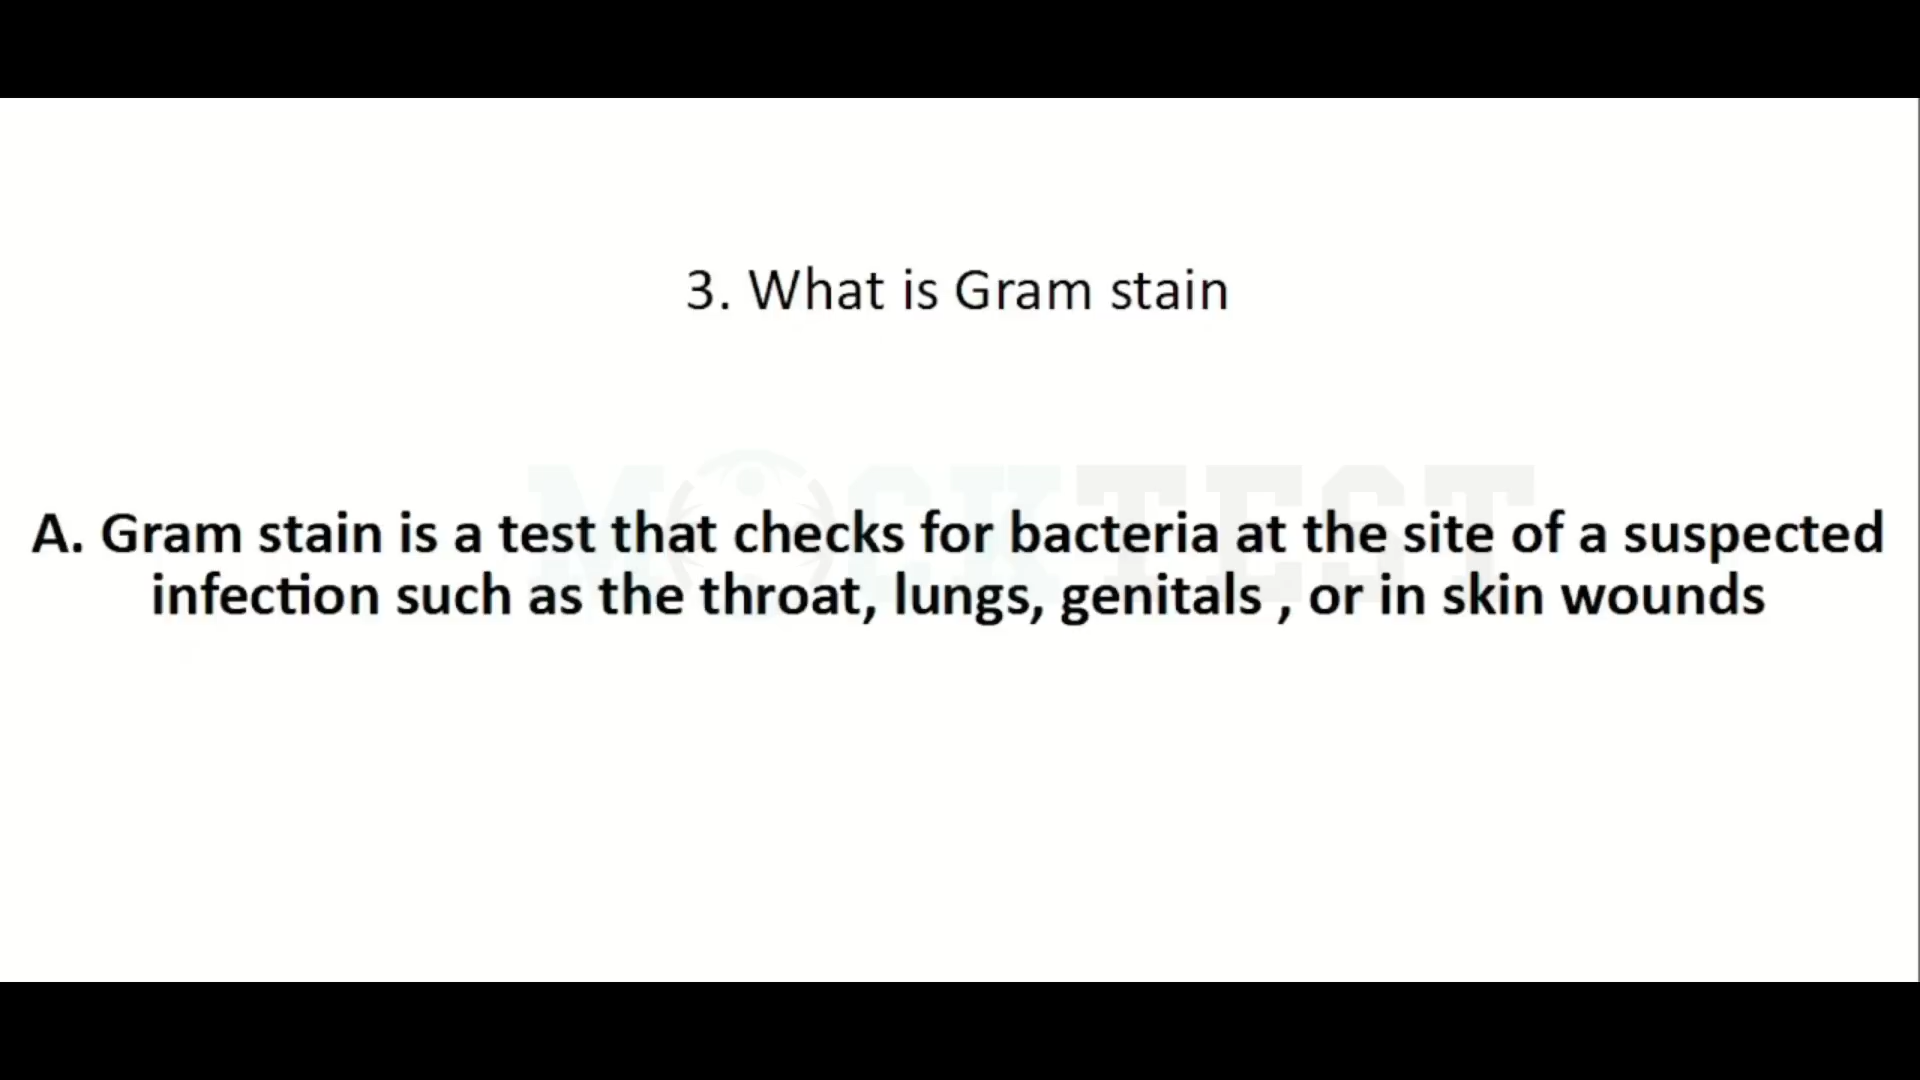 3. What is Gram stain
MOCKTEST
A. Gram stain is a test that checks for bacteria at the site of a suspected
infection such as the throat, lungs, genitals , or in skin wounds